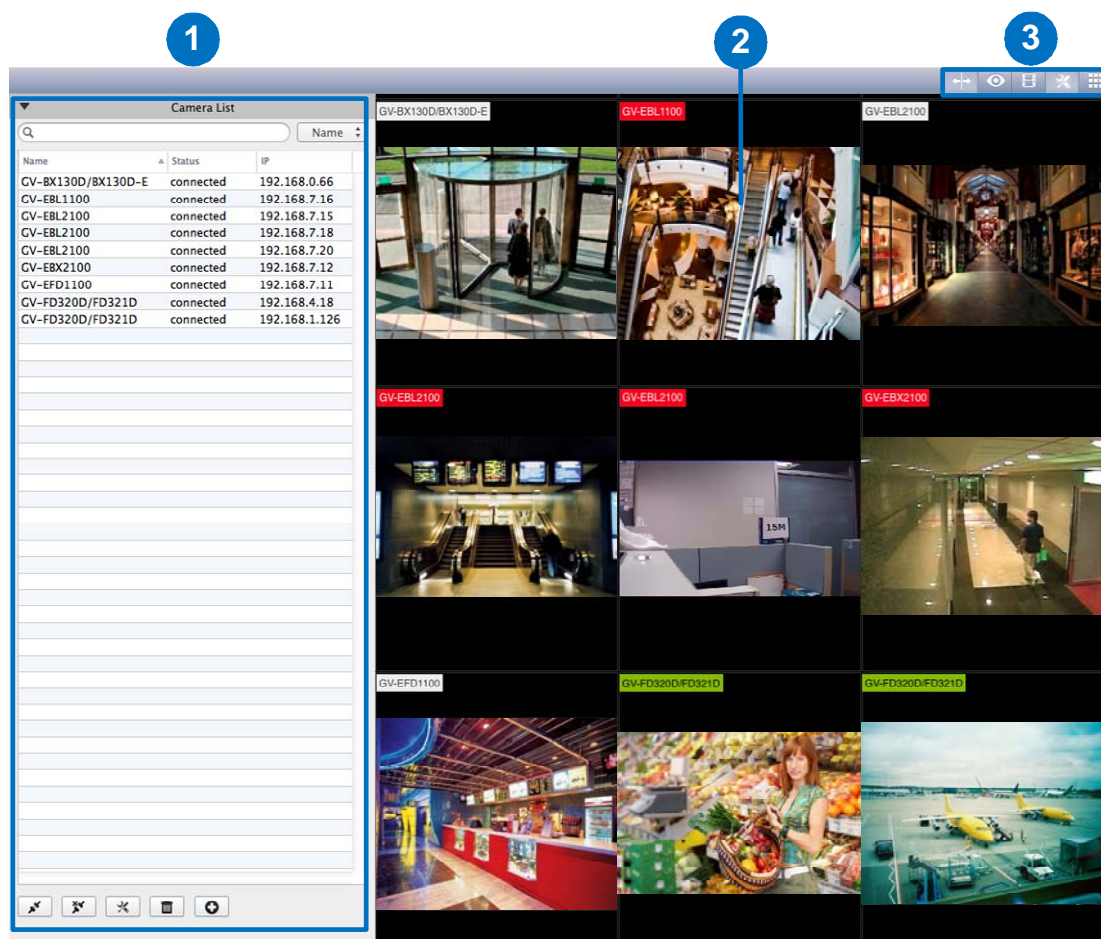 1
2
3
Camera List
Name
Name Status IP
GV-BX130D/BX130D-E connected 192.168.0.66
GV-EBL1100 connected 192.168.7.16
GV-EBL2100 connected 192.168.7.15
GV-EBL2100 connected 192.168.7.18
GV-EBL2100 connected 192.168.7.20
GV-EBX2100 connected 192.168.7.12
GV-EFD1100 connected 192.168.7.11
GV-FD320D/FD321D connected 192.168.4.18
GV-FD320D/FD321D connected 192.168.1.126
GV-BX130D/BX130D-E
GV-EBL1100
GV-EBL2100
GV-EBL2100
GV-EBL2100
GV-EBX2100
15M
GV-EFD1100
GV-FD320D/FD321D
GV-FD320D/FD321D